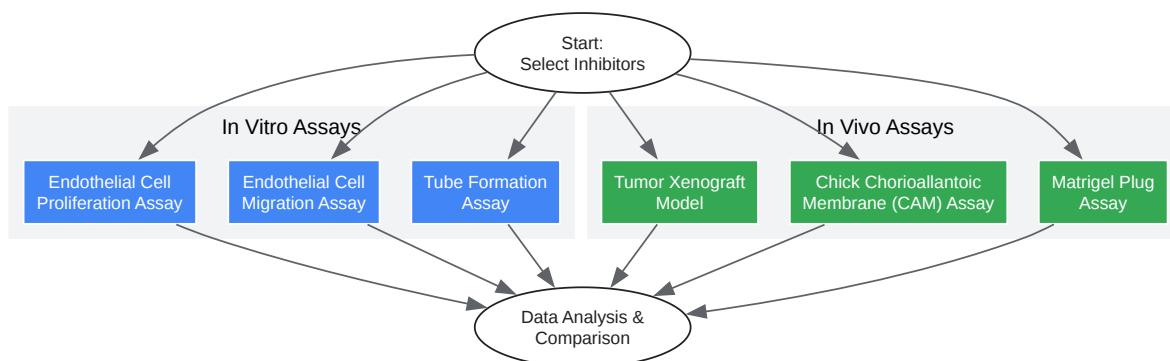 Start:
Select Inhibitors
In Vitro Assays
In Vivo Assays
Endothelial Cell
Proliferation Assay
Endothelial Cell
Migration Assay
Tube Formation
Assay
Tumor Xenograft
Model
Chick Chorioallantoic
Membrane (CAM) Assay
Matrigel Plug
Assay
Data Analysis &
Comparison